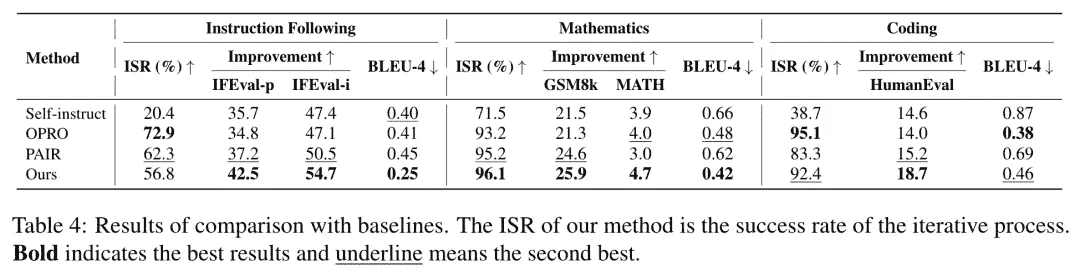 Method Instruction Following Mathematics Coding
ISR (%) ↑ Improvement ↑ BLEU-4 ↓ ISR (%) ↑ Improvement ↑ BLEU-4 ↓ ISR (%) ↑ Improvement ↑ BLEU-4 ↓
IFEval-p IFEval-i GSM8k MATH HumanEval
Self-instruct 20.4 35.7 47.4 0.40 71.5 21.5 3.9 0.66 38.7 14.6 0.87
OPRO 72.9 34.8 47.1 0.41 93.2 21.3 4.0 0.48 95.1 14.0 0.38
PAIR 62.3 37.2 50.5 0.45 95.2 24.6 3.0 0.62 83.3 15.2 0.69
Ours 56.8 42.5 54.7 0.25 96.1 25.9 4.7 0.42 92.4 18.7 0.46
Table 4: Results of comparison with baselines. The ISR of our method is the success rate of the iterative process.
Bold indicates the best results and underline means the second best.